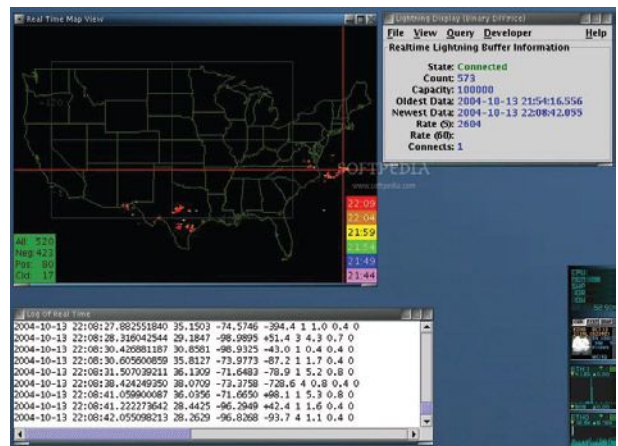 Real Time Map View
+120
All: 520
Neg: 423
Pos: 80
Cld: 17
22:09
22:04
21:59
21:54
21:49
21:44
SOFTPEDIA
www.softpedia.com
Lightning Display (Binary Diffence)
File View Query Developer Help
Realtime Lightning Buffer Information
State: Connected
Count: 573
Capacity: 100000
Oldest Data: 2004-10-13 21:54:16.556
Newest Data: 2004-10-13 22:08:42.055
Rate (5): 2604
Rate (60):
Connects: 1
Log Of Real Time
2004-10-13 22:08:27.882551840 35.1503 -74.5746 -394.4 1 1.0 0.4 0
2004-10-13 22:08:28.316042544 29.1847 -98.9895 +51.4 3 4.3 0.7 0
2004-10-13 22:08:30.426881187 30.8581 -98.9325 -43.0 1 0.4 0.4 0
2004-10-13 22:08:30.605600859 35.8127 -73.9773 -87.2 1 1.7 0.4 0
2004-10-13 22:08:31.507039211 36.1309 -71.6483 -78.9 1 5.2 0.8 0
2004-10-13 22:08:38.424249350 38.0709 -73.3758 -728.6 4 0.8 0.4 0
2004-10-13 22:08:41.059900087 36.0356 -71.6650 +98.1 1 5.3 0.8 0
2004-10-13 22:08:41.222273642 28.4425 -96.2949 +42.4 1 1.6 0.4 0
2004-10-13 22:08:42.055098213 28.2629 -96.8268 -93.7 4 1.1 0.4 0
CPU